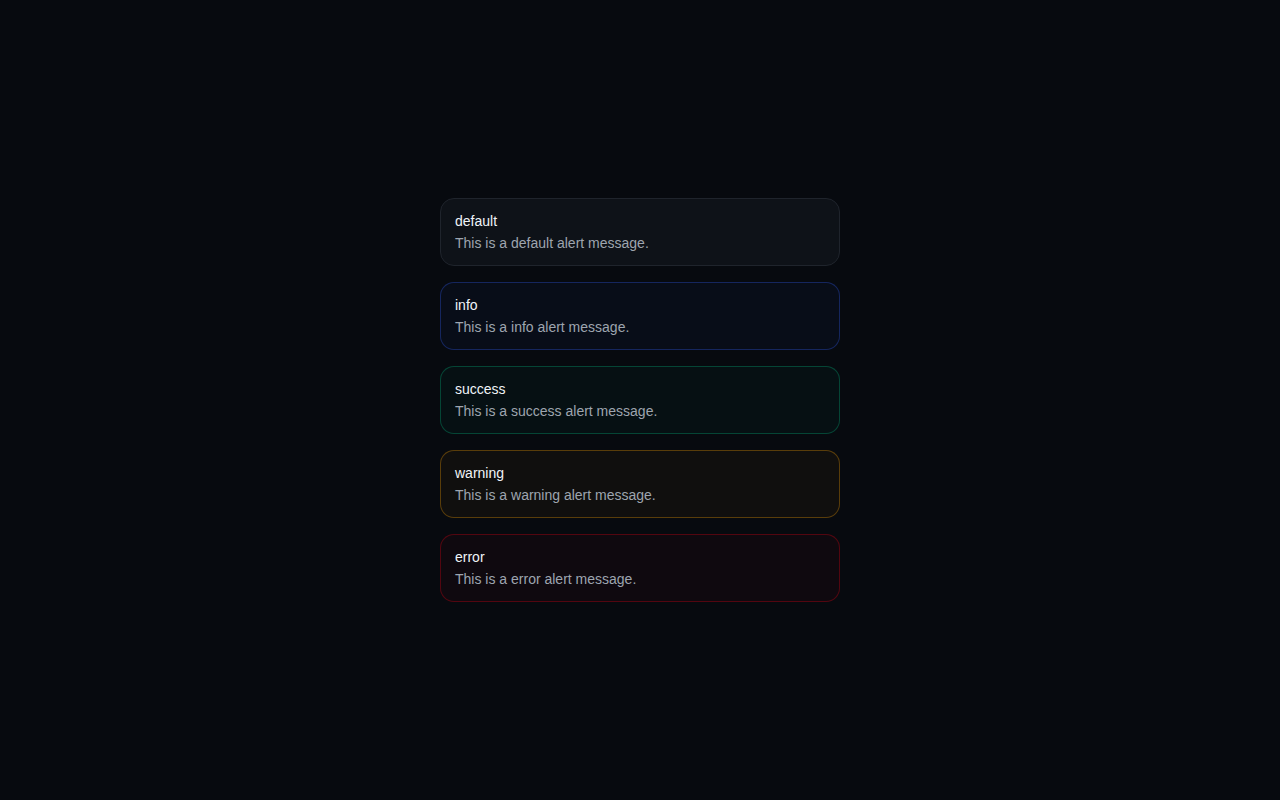 default
This is a default alert message.
info
This is a info alert message.
success
This is a success alert message.
warning
This is a warning alert message.
error
This is a error alert message.